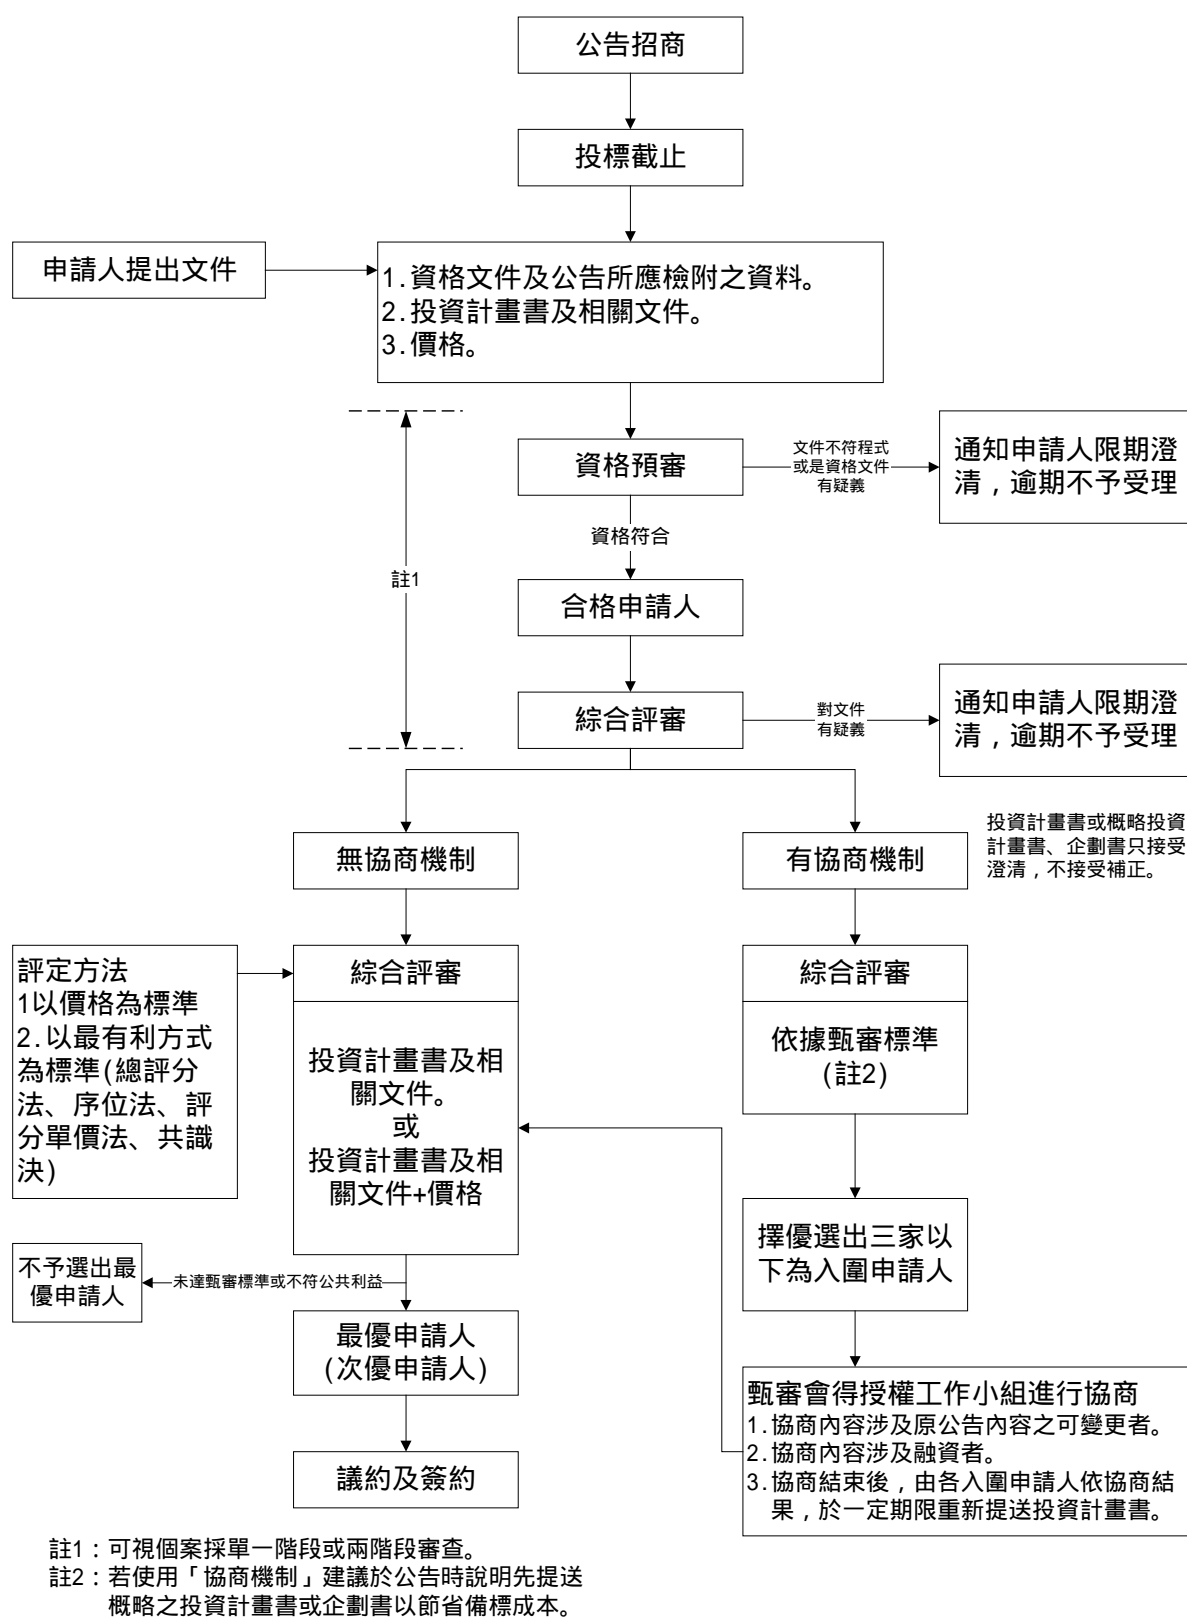 公告招商
投標截止
申請人提出文件
1.資格文件及公告所應檢附之資料。
2.投資計畫書及相關文件。
3.價格。
資格預審
文件不符程式
或是資格文件
有疑義
通知申請人限期澄
清，逾期不予受理
資格符合
註1
合格申請人
綜合評審
對文件
有疑義
通知申請人限期澄
清，逾期不予受理
投資計畫書或概略投資
計畫書、企劃書只接受
澄清，不接受補正。
無協商機制
有協商機制
評定方法
1以價格為標準
2.以最有利方式
為標準(總評分
法、序位法、評
分單價法、共識
決)
綜合評審
投資計畫書及相
關文件。
或
投資計畫書及相
關文件+價格
綜合評審
依據甄審標準
(註2)
擇優選出三家以
下為入圍申請人
不予選出最
優申請人
未達甄審標準或不符公共利益
最優申請人
(次優申請人)
甄審會得授權工作小組進行協商
1.協商內容涉及原公告內容之可變更者。
2.協商內容涉及融資者。
3.協商結束後，由各入圍申請人依協商結
果，於一定期限重新提送投資計畫書。
議約及簽約
註1：可視個案採單一階段或兩階段審查。
註2：若使用「協商機制」建議於公告時說明先提送
概略之投資計畫書或企劃書以節省備標成本。